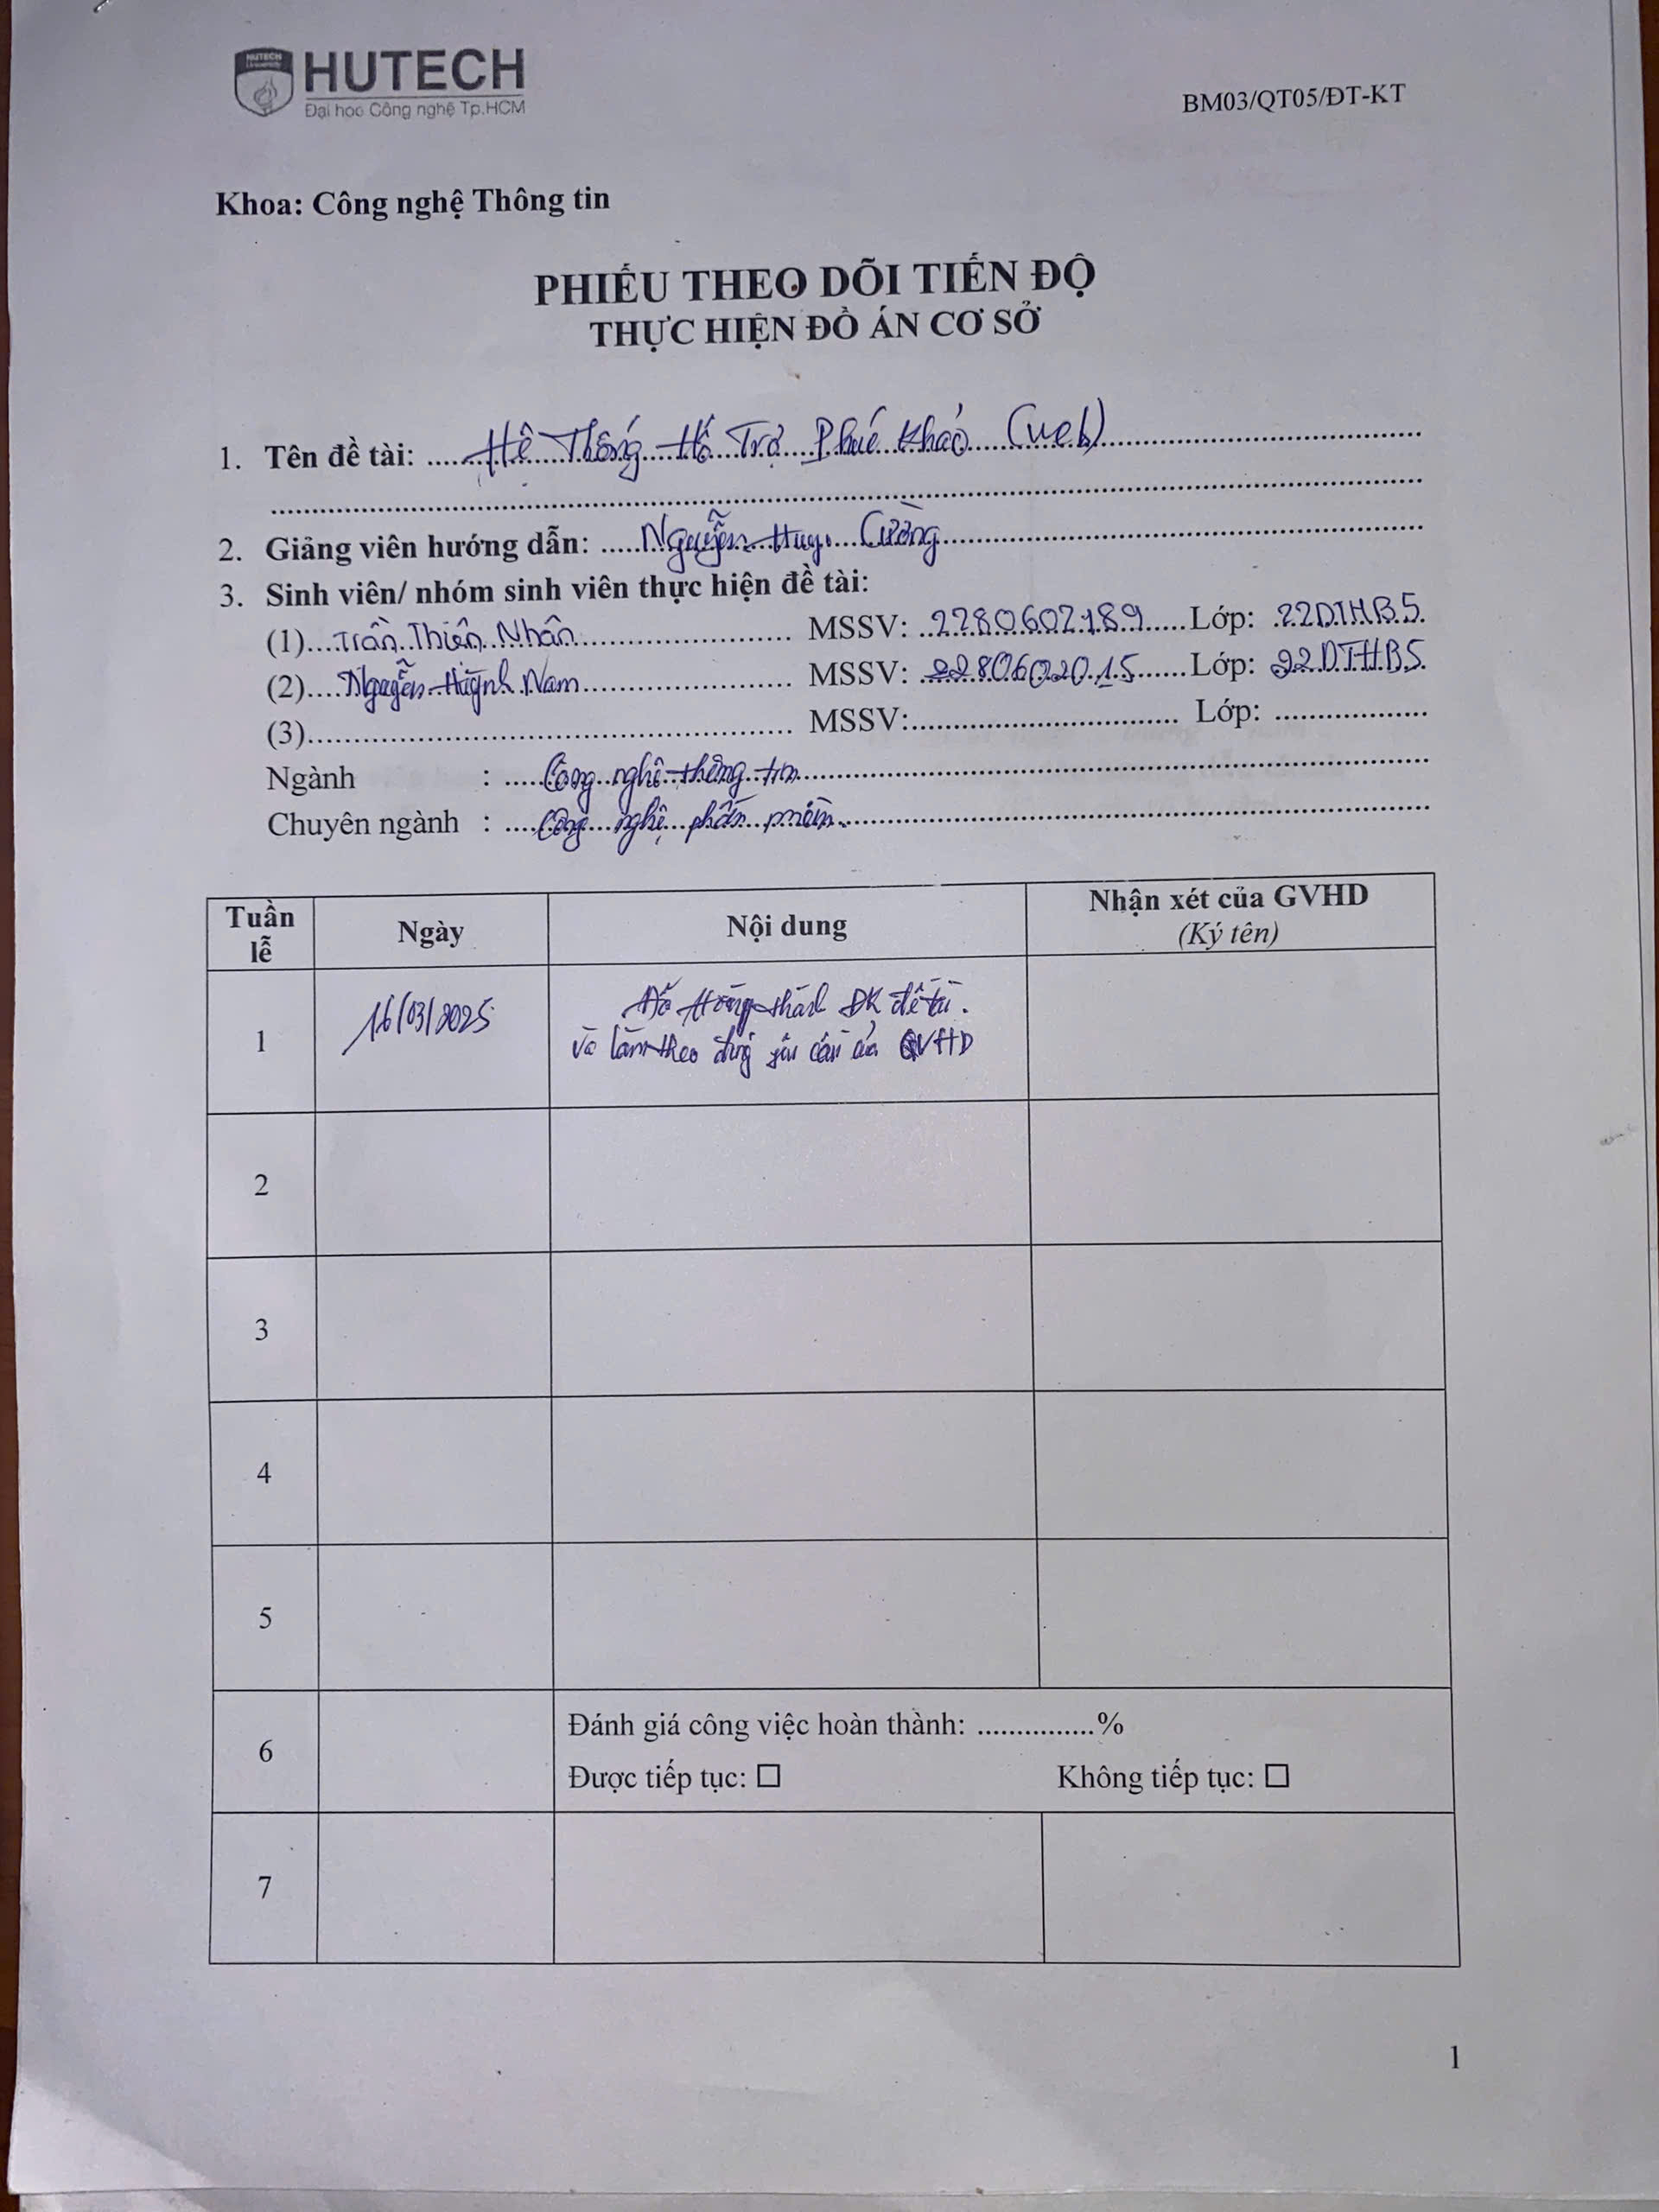 HUTECH
Đại học Công nghệ Tp.HCM
BM03/QT05/ĐT-KT
Khoa: Công nghệ Thông tin
PHIẾU THEO DÕI TIẾN ĐỘ
THỰC HIỆN ĐỒ ÁN CƠ SỞ
1. Tên đề tài: Hệ Thống Hỗ Trợ Phúc Khảo (web)
2. Giảng viên hướng dẫn: Nguyễn Huy Cường
3. Sinh viên/ nhóm sinh viên thực hiện đề tài:
(1) Trần Thiên Nhân MSSV: 2280602189 Lớp: 22DTHB5
(2) Nguyễn Huỳnh Nam MSSV: 2280602015 Lớp: 22DTHB5
(3) MSSV: Lớp:
Ngành : Công nghệ thông tin
Chuyên ngành : Công nghệ phần mềm
Tuần lễ Ngày Nội dung Nhận xét của GVHD
(Ký tên)
1 16/03/2025 Đã thành ĐK đề tài.
và làm theo đúng yêu cầu của GVHD
2
3
4
5
6 Đánh giá công việc hoàn thành: ...............%
Được tiếp tục: ☐ Không tiếp tục: ☐
7
1